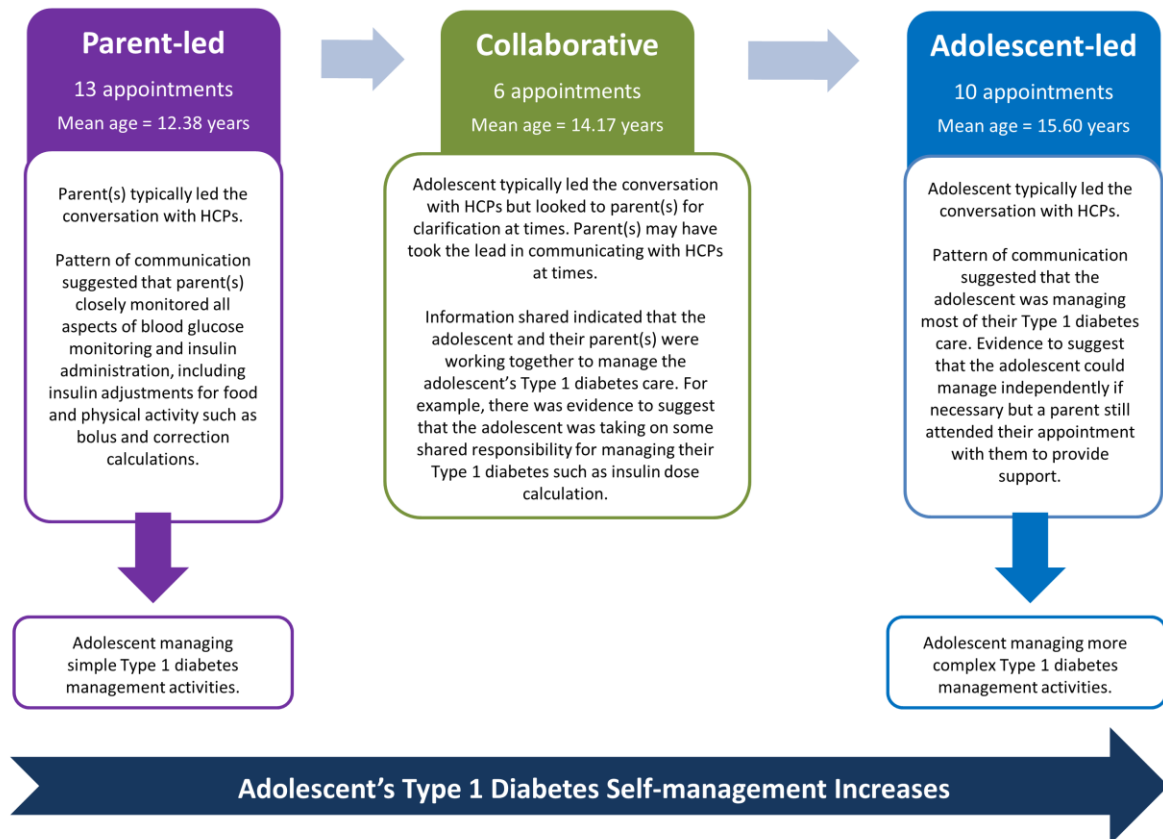 Parent-led
13 appointments
Mean age = 12.38 years
Parent(s) typically led the
conversation with HCPs.
Pattern of communication
suggested that parent(s)
closely monitored all
aspects of blood glucose
monitoring and insulin
administration, including
insulin adjustments for food
and physical activity such as
bolus and correction
calculations.
Adolescent managing
simple Type 1 diabetes
management activities.
Collaborative
6 appointments
Mean age = 14.17 years
Adolescent typically led the conversation
with HCPs but looked to parent(s) for
clarification at times. Parent(s) may have
took the lead in communicating with HCPs
at times.
Information shared indicated that the
adolescent and their parent(s) were
working together to manage the
adolescent's Type 1 diabetes care. For
example, there was evidence to suggest
that the adolescent was taking on some
shared responsibility for managing their
Type 1 diabetes such as insulin dose
calculation.
Adolescent-led
10 appointments
Mean age = 15.60 years
Adolescent typically led the
conversation with HCPs.
Pattern of communication
suggested that the
adolescent was managing
most of their Type 1 diabetes
care. Evidence to suggest
that the adolescent could
manage independently if
necessary but a parent still
attended their appointment
with them to provide
support.
Adolescent managing more
complex Type 1 diabetes
management activities.
Adolescent's Type 1 Diabetes Self-management Increases